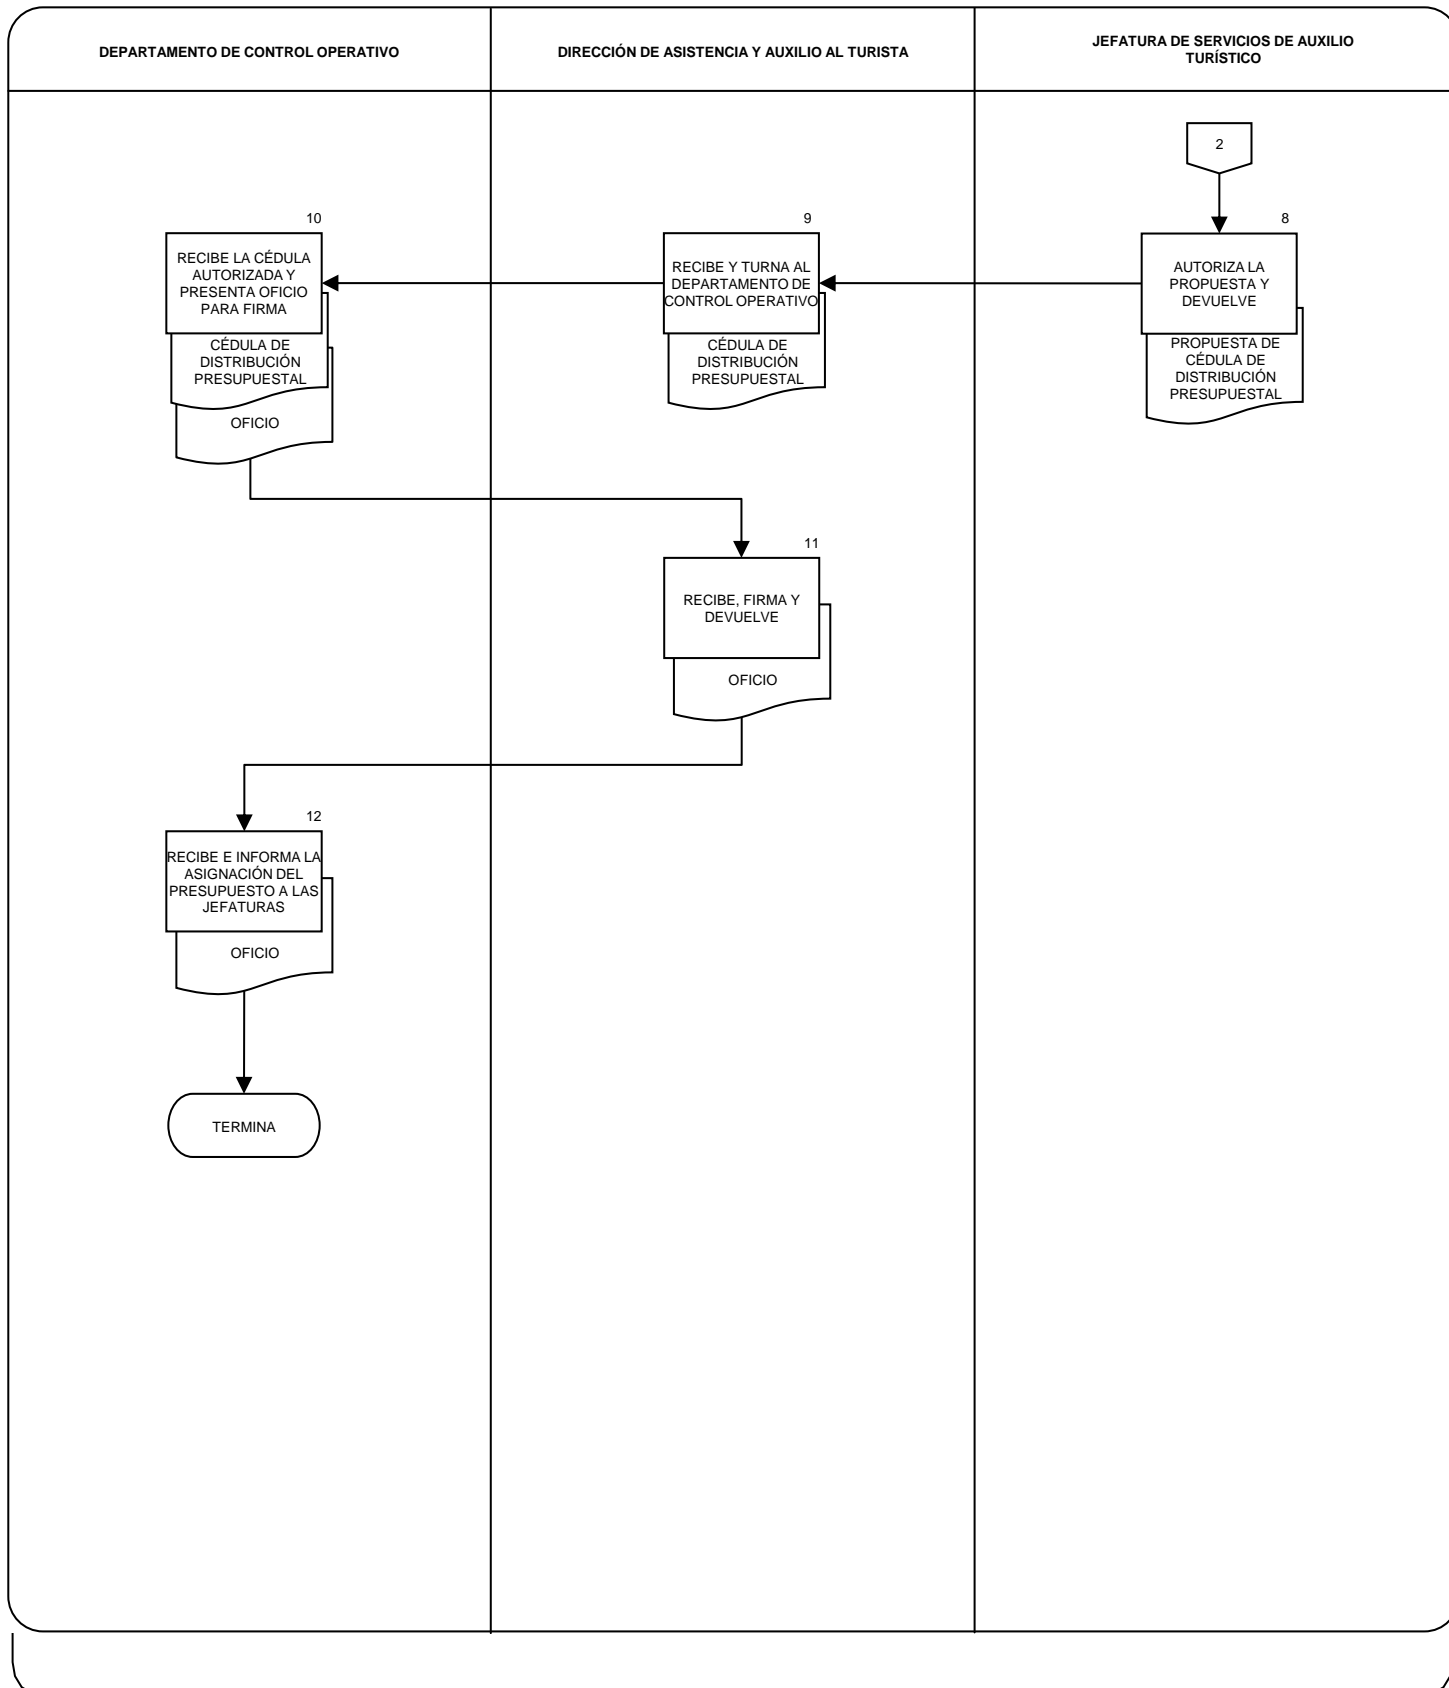 DEPARTAMENTO DE CONTROL OPERATIVO
DIRECCIÓN DE ASISTENCIA Y AUXILIO AL TURISTA
JEFATURA DE SERVICIOS DE AUXILIO
TURÍSTICO
2
8
AUTORIZA LA
PROPUESTA Y
DEVUELVE
PROPUESTA DE
CÉDULA DE
DISTRIBUCIÓN
PRESUPUESTAL
9
RECIBE Y TURNA AL
DEPARTAMENTO DE
CONTROL OPERATIVO
CÉDULA DE
DISTRIBUCIÓN
PRESUPUESTAL
10
RECIBE LA CÉDULA
AUTORIZADA Y
PRESENTA OFICIO
PARA FIRMA
CÉDULA DE
DISTRIBUCIÓN
PRESUPUESTAL
OFICIO
11
RECIBE, FIRMA Y
DEVUELVE
OFICIO
12
RECIBE E INFORMA LA
ASIGNACIÓN DEL
PRESUPUESTO A LAS
JEFATURAS
OFICIO
TERMINA